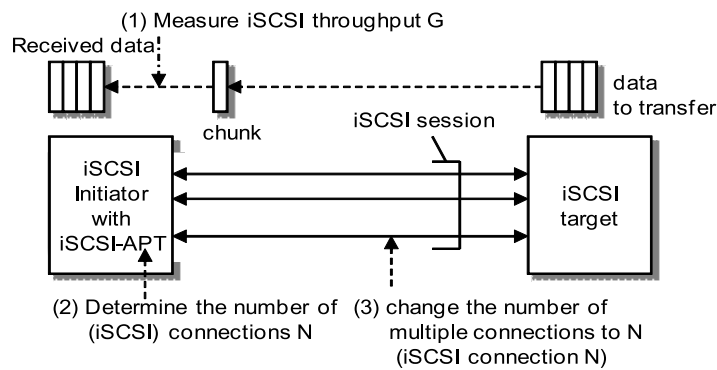 (1) Measure iSCSI throughput G
Received data
data
to transfer
chunk
iSCSI session
iSCSI
Initiator
with
iSCSI-APT
iSCSI
target
(2) Determine the number of
(iSCSI) connections N
(3) change the number of
multiple connections to N
(iSCSI connection N)